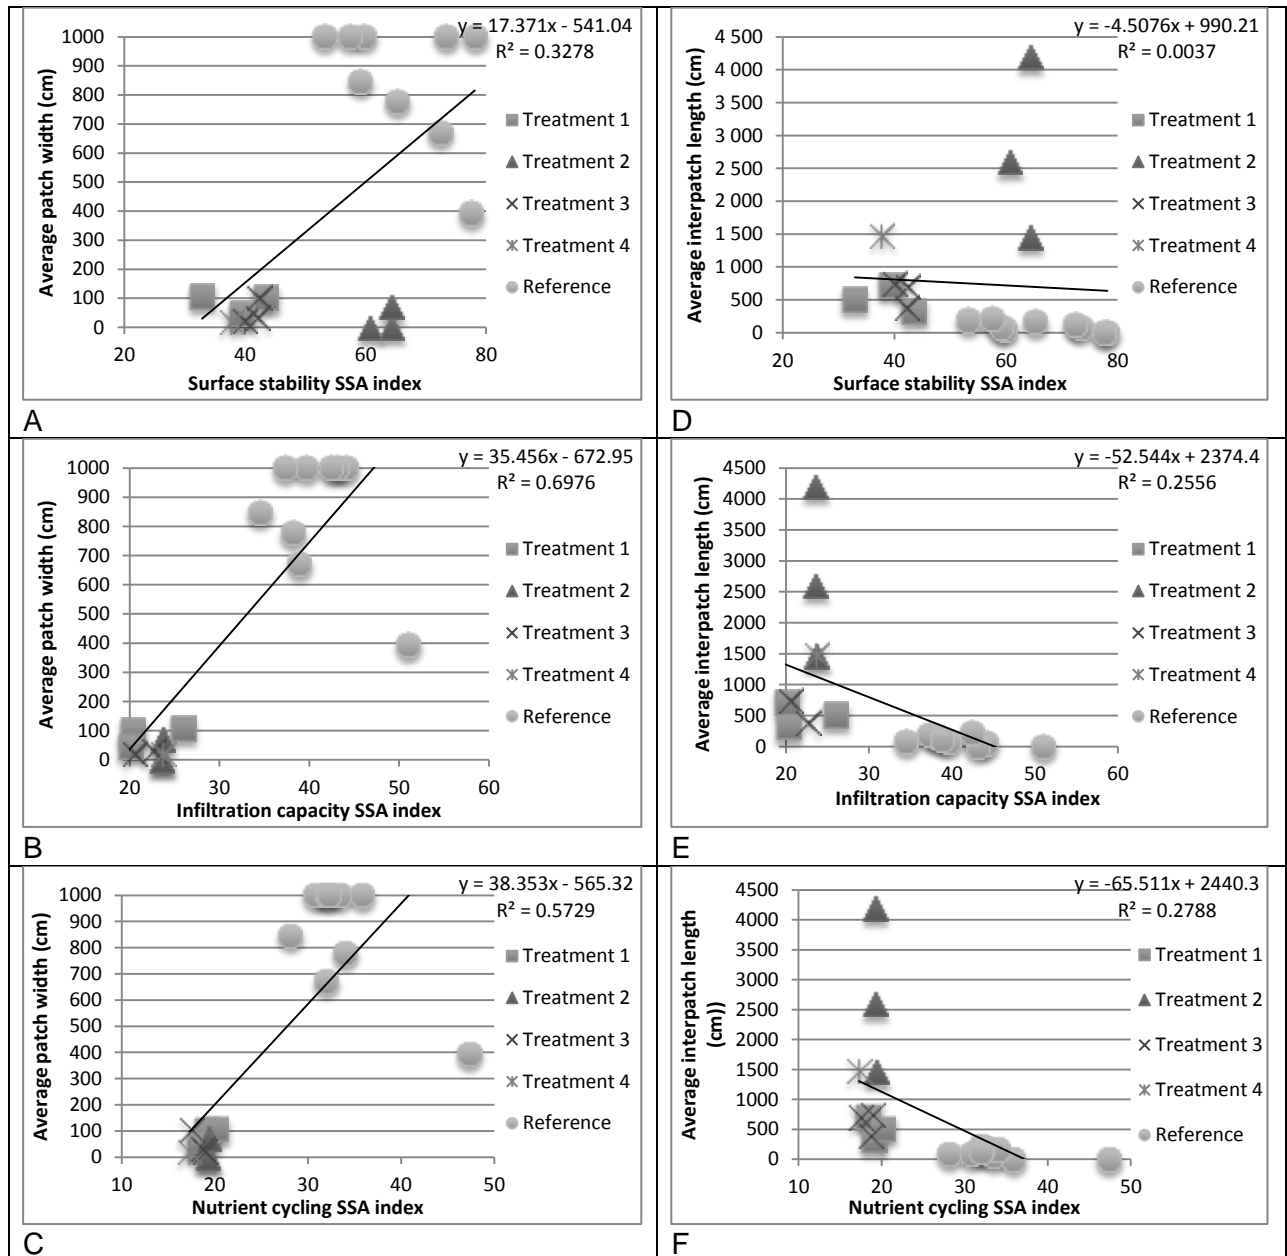 y = 17.371x - 541.04
R² = 0.3278
1000
900
800
700
600
500
400
300
200
100
0
20 40 60 80
Average patch width (cm)
Surface stability SSA index
Treatment 1
Treatment 2
Treatment 3
Treatment 4
Reference
A
y = -4.5076x + 990.21
R² = 0.0037
4 500
4 000
3 500
3 000
2 500
2 000
1 500
1 000
500
0
20 40 60 80
Average interpatch length (cm)
Surface stability SSA index
Treatment 1
Treatment 2
Treatment 3
Treatment 4
Reference
D
y = 35.456x - 672.95
R² = 0.6976
1000
900
800
700
600
500
400
300
200
100
0
20 30 40 50 60
Average patch width (cm)
Infiltration capacity SSA index
Treatment 1
Treatment 2
Treatment 3
Treatment 4
Reference
B
y = -52.544x + 2374.4
R² = 0.2556
4500
4000
3500
3000
2500
2000
1500
1000
500
0
20 30 40 50 60
Average interpatch length (cm)
Infiltration capacity SSA index
Treatment 1
Treatment 2
Treatment 3
Treatment 4
Reference
E
y = 38.353x - 565.32
R² = 0.5729
1000
900
800
700
600
500
400
300
200
100
0
10 20 30 40 50
Average patch width (cm)
Nutrient cycling SSA index
Treatment 1
Treatment 2
Treatment 3
Treatment 4
Reference
C
y = -65.511x + 2440.3
R² = 0.2788
4500
4000
3500
3000
2500
2000
1500
1000
500
0
10 20 30 40 50
Average interpatch length
(cm))
Nutrient cycling SSA index
Treatment 1
Treatment 2
Treatment 3
Treatment 4
Reference
F